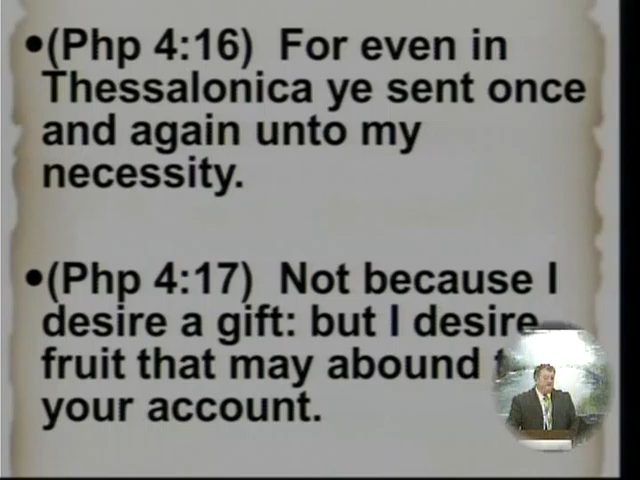 •(Php 4:16) For even in
Thessalonica ye sent once
and again unto my
necessity.
•(Php 4:17) Not because I
desire a gift: but I desire
fruit that may abound
your account.